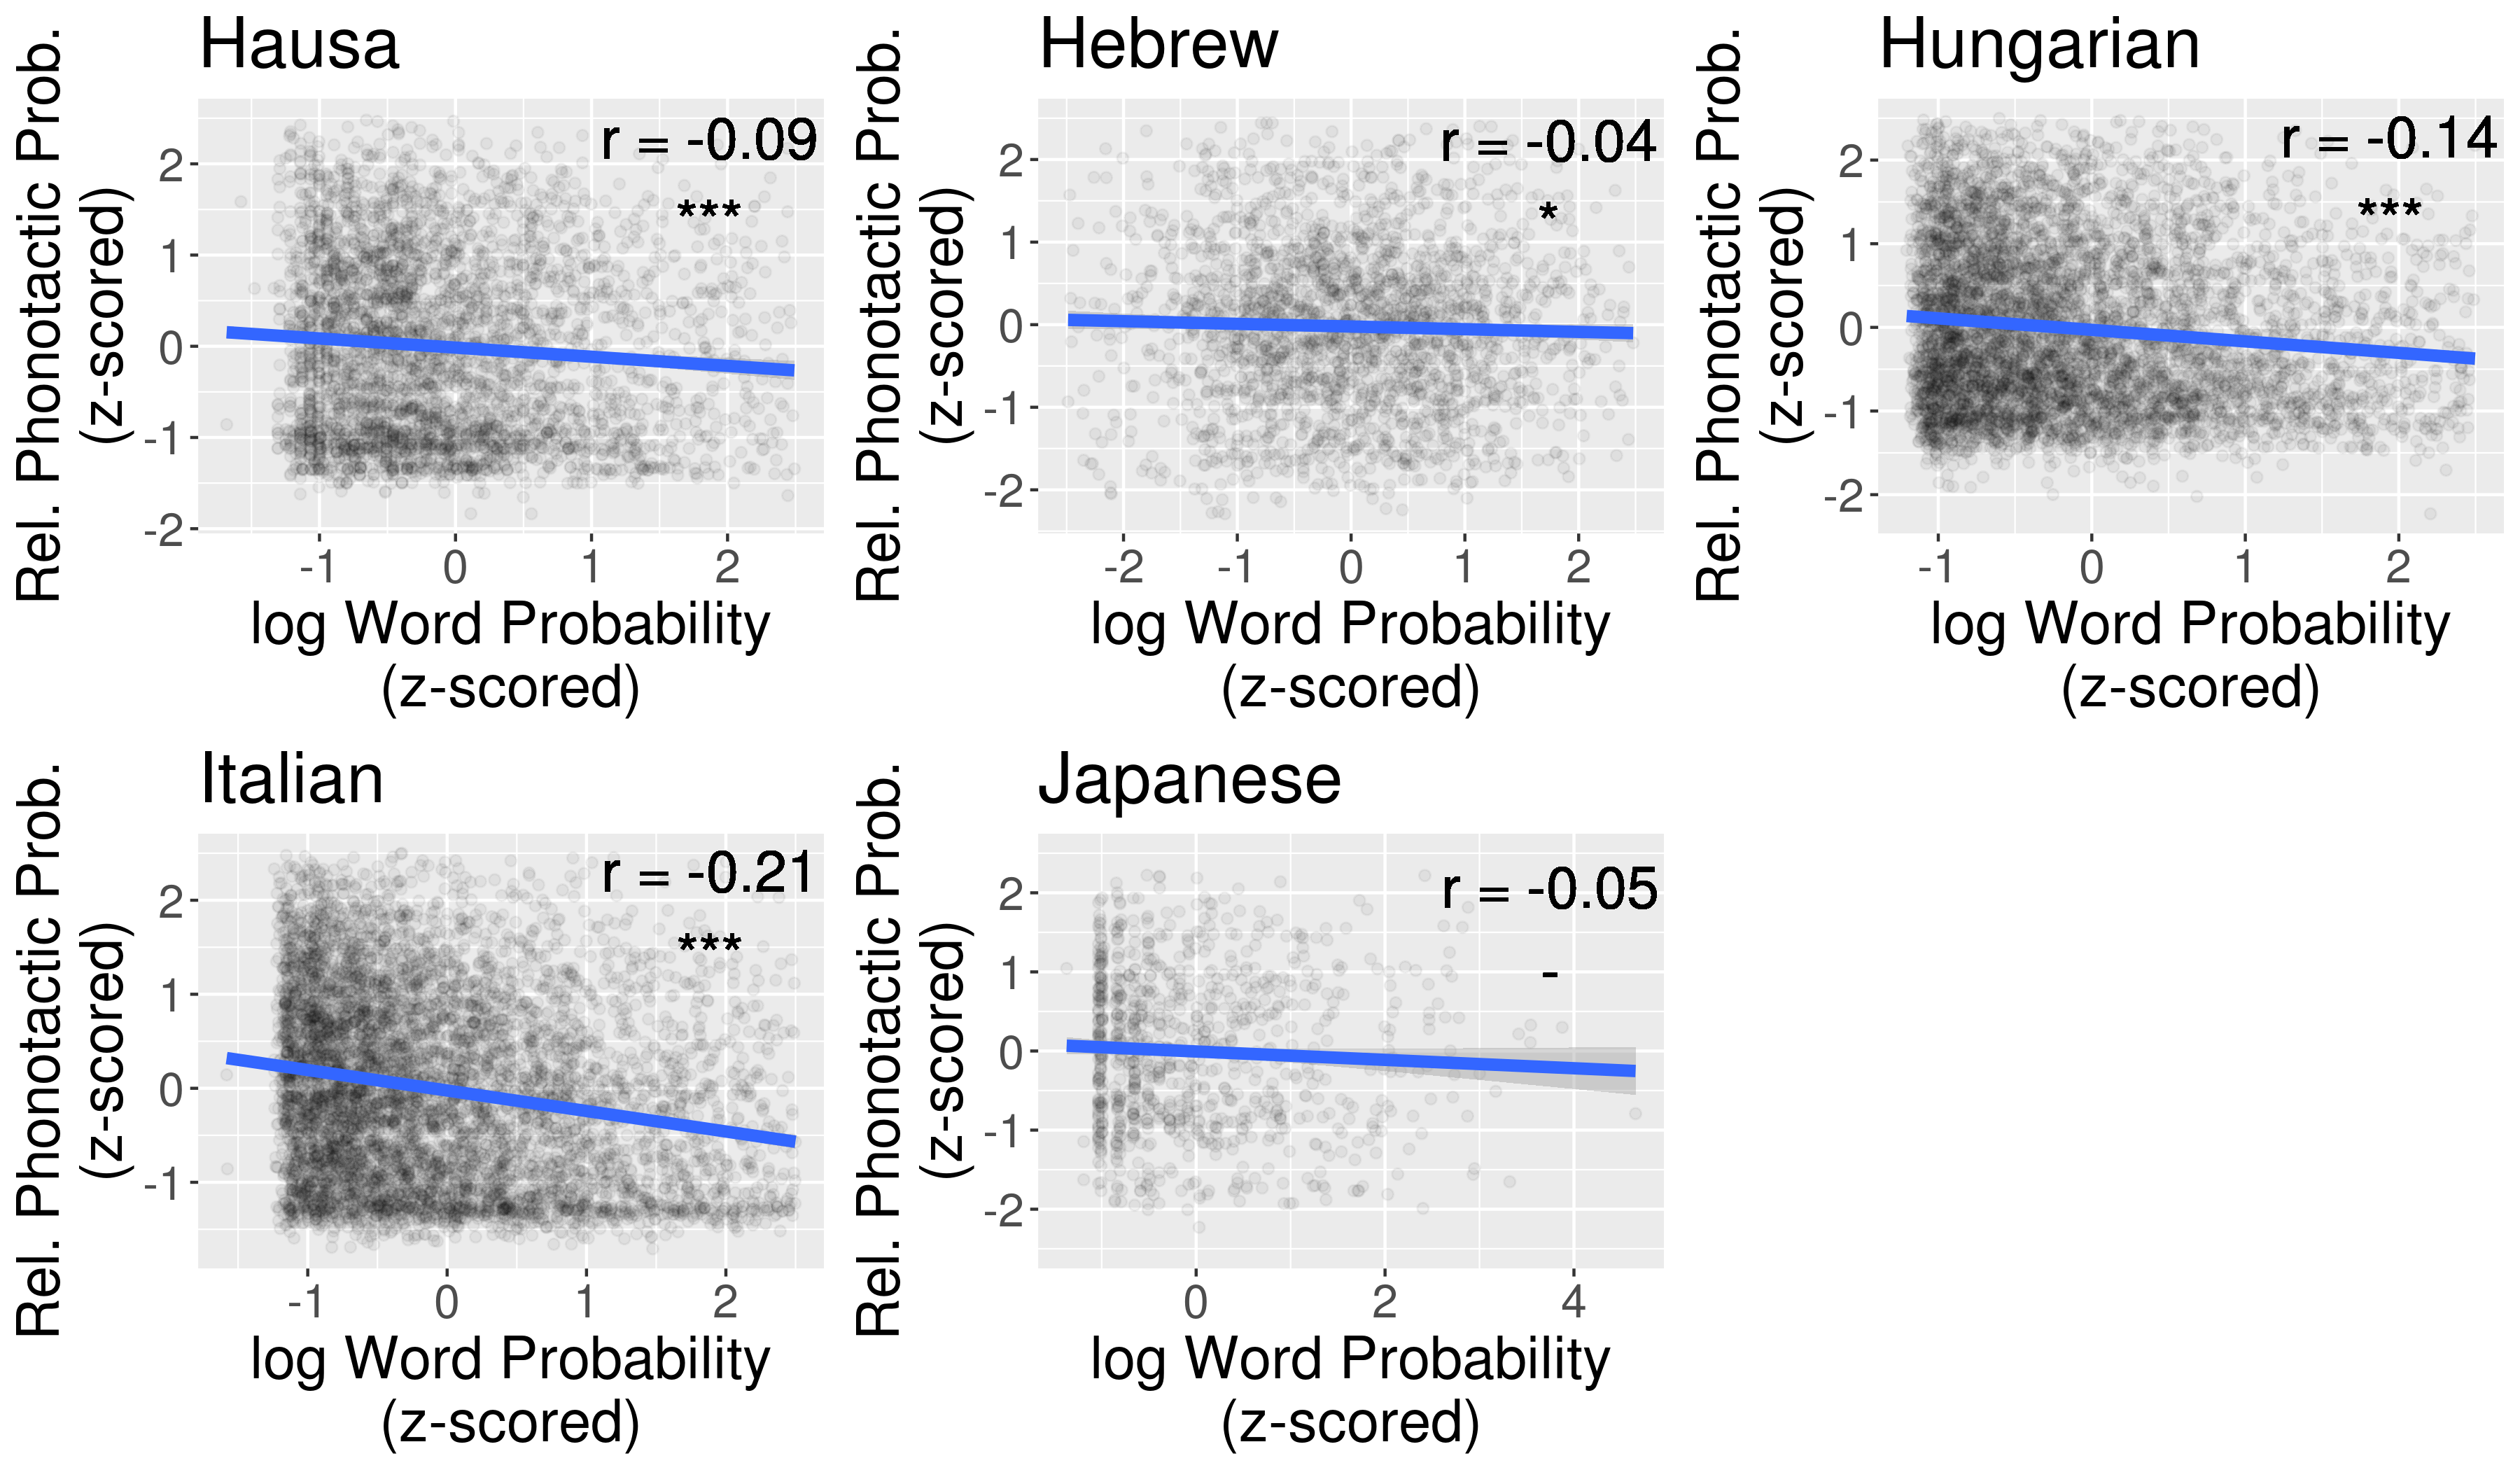 Hausa
Rel. Phonotactic Prob.
(z-scored)
r = -0.09
***
2
1
0
-1
-2
-1 0 1 2
log Word Probability
(z-scored)
Hebrew
Rel. Phonotactic Prob.
(z-scored)
r = -0.04
*
2
1
0
-1
-2
-2 -1 0 1 2
log Word Probability
(z-scored)
Hungarian
Rel. Phonotactic Prob.
(z-scored)
r = -0.14
***
2
1
0
-1
-2
-1 0 1 2
log Word Probability
(z-scored)
Italian
Rel. Phonotactic Prob.
(z-scored)
r = -0.21
***
2
1
0
-1
-1 0 1 2
log Word Probability
(z-scored)
Japanese
Rel. Phonotactic Prob.
(z-scored)
r = -0.05
-
2
1
0
-1
-2
0 2 4
log Word Probability
(z-scored)